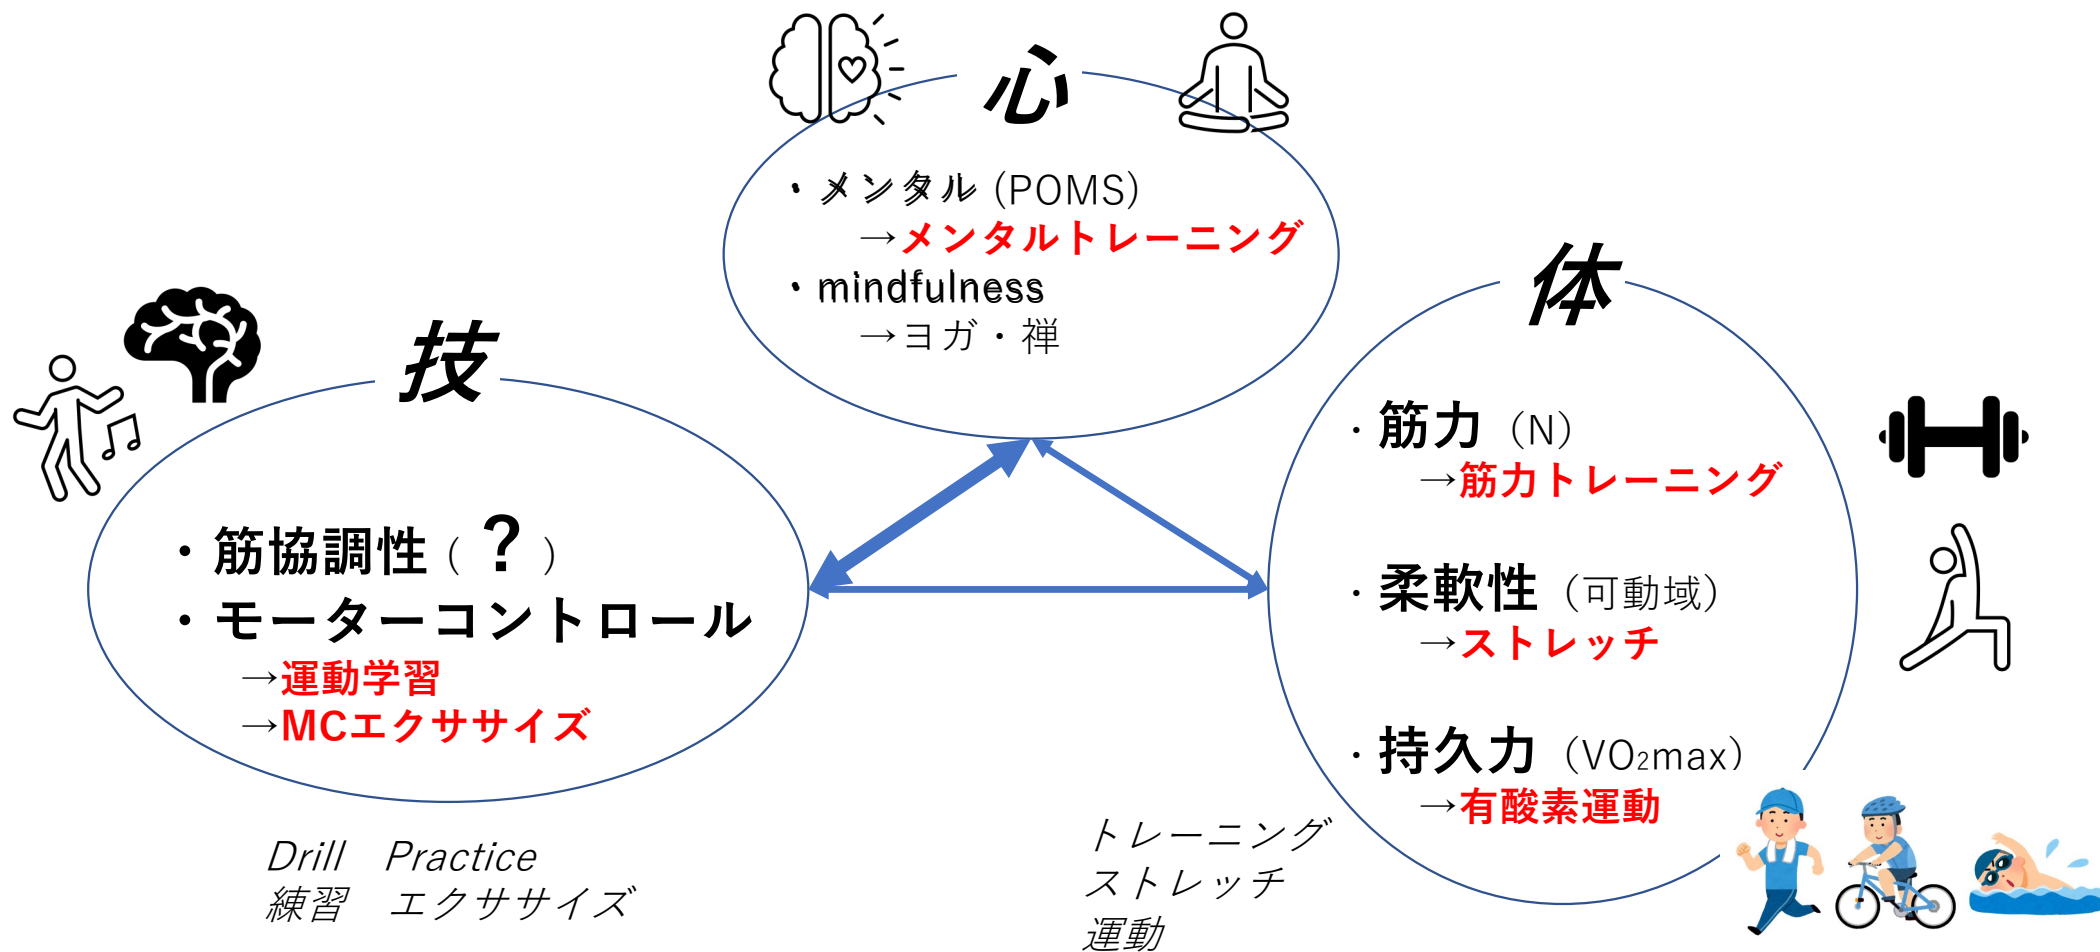 心
・メンタル (POMS)
→メンタルトレーニング
・mindfulness
→ヨガ・禅
技
・筋協調性 ( ? )
・モーターコントロール
→運動学習
→MCエクササイズ
Drill　Practice
練習　エクササイズ
体
・筋力 (N)
→筋力トレーニング
・柔軟性 (可動域)
→ストレッチ
・持久力 (VO₂max)
→有酸素運動
トレーニング
ストレッチ
運動